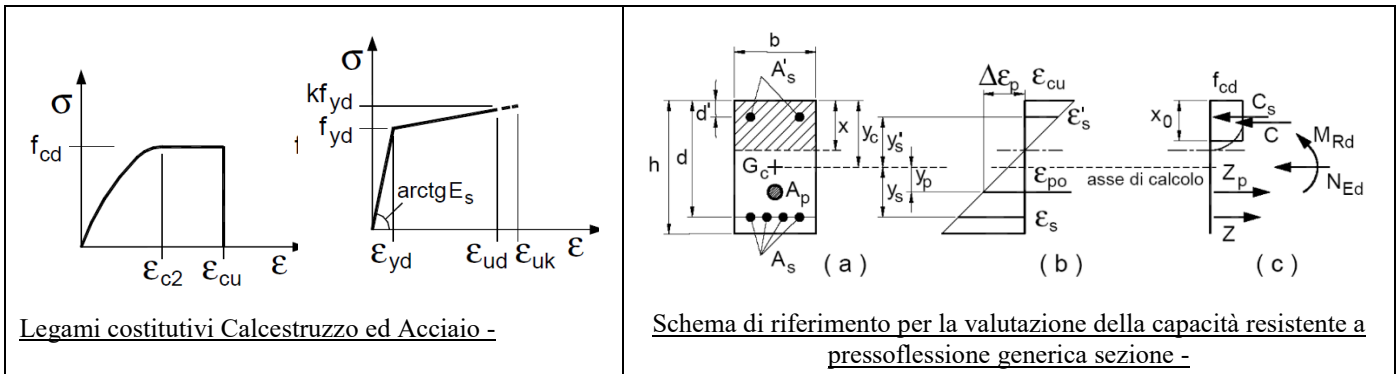 σ
f_cd
ε_c2
ε_cu
ε
σ
kf_yd
f_yd
f
arctgE_s
ε_yd
ε_ud
ε_uk
ε
Legami costitutivi Calcestruzzo ed Acciaio -
b
A'_s
d'
h
d
x
y_c
y'_s
G_c
y_p
A_p
y_s
A_s
( a )
Δε_p
ε_cu
ε'_s
ε_po
ε_s
( b )
asse di calcolo
f_cd
x_0
C_s
C
M_Rd
Z_p
N_Ed
Z
( c )
Schema di riferimento per la valutazione della capacità resistente a
pressoflessione generica sezione -